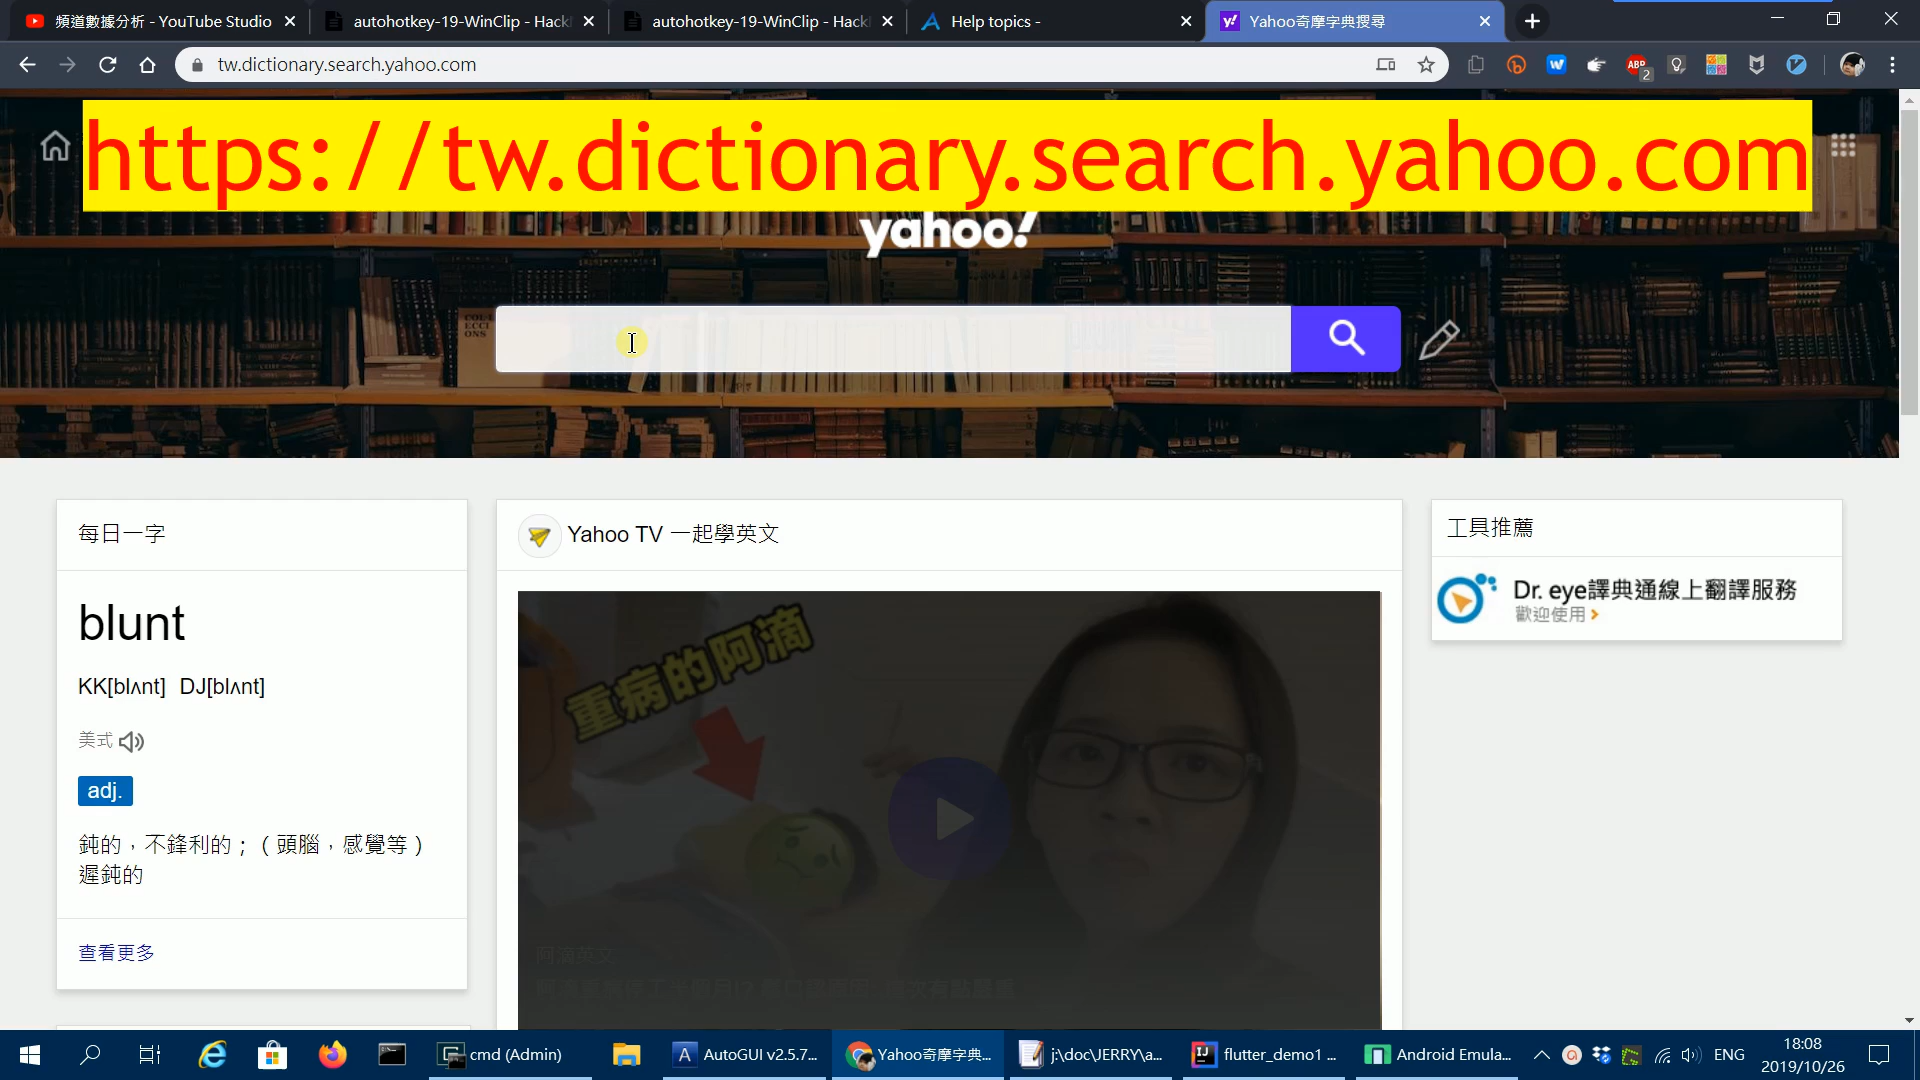 頻道數據分析 - YouTube Studio
autohotkey-19-WinClip - Hack
autohotkey-19-WinClip - Hack
Help topics -
Yahoo奇摩字典搜尋
tw.dictionary.search.yahoo.com
ABP
2
https://tw.dictionary.search.yahoo.com
yahoo!
每日一字
blunt
KK[blʌnt] DJ[blʌnt]
美式
adj.
鈍的，不鋒利的；（頭腦，感覺等）
遲鈍的
查看更多
Yahoo TV 一起學英文
重病的阿滴
阿滴英文
工具推薦
Dr. eye譯典通線上翻譯服務
歡迎使用
cmd (Admin)
AutoGUI v2.5.7...
Yahoo奇摩字典...
j:\doc\JERRY\a...
flutter_demo1 ...
Android Emula...
ENG
18:08
2019/10/26